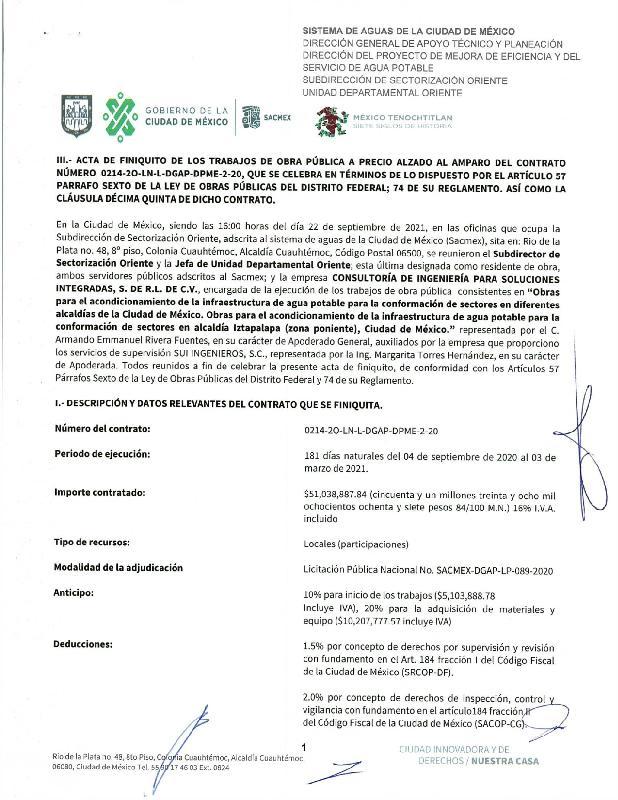 SISTEMA DE AGUAS DE LA CIUDAD DE MÉXICO
DIRECCIÓN GENERAL DE APOYO TÉCNICO Y PLANEACIÓN
DIRECCIÓN DEL PROYECTO DE MEJORA DE EFICIENCIA Y DEL
SERVICIO DE AGUA POTABLE
SUBDIRECCIÓN DE SECTORIZACIÓN ORIENTE
UNIDAD DEPARTAMENTAL ORIENTE
GOBIERNO DE LA
CIUDAD DE MÉXICO
SACMEX
MÉXICO TENOCHTITLAN
SIETE SIGLOS DE HISTORIA
III.- ACTA DE FINIQUITO DE LOS TRABAJOS DE OBRA PÚBLICA A PRECIO ALZADO AL AMPARO DEL CONTRATO
NÚMERO 0214-2O-LN-L-DGAP-DPME-2-20, QUE SE CELEBRA EN TÉRMINOS DE LO DISPUESTO POR EL ARTÍCULO 57
PARRAFO SEXTO DE LA LEY DE OBRAS PÚBLICAS DEL DISTRITO FEDERAL; 74 DE SU REGLAMENTO. ASÍ COMO LA
CLÁUSULA DÉCIMA QUINTA DE DICHO CONTRATO.
En la Ciudad de México, siendo las 16:00 horas del día 22 de septiembre de 2021, en las oficinas que ocupa la
Subdirección de Sectorización Oriente, adscrita al sistema de aguas de la Ciudad de México (Sacmex), sita en: Rio de la
Plata no. 48, 8° piso, Colonia Cuauhtémoc, Alcaldía Cuauhtémoc, Código Postal 06500, se reunieron el Subdirector de
Sectorización Oriente y la Jefa de Unidad Departamental Oriente; esta última designada como residente de obra,
ambos servidores públicos adscritos al Sacmex; y la empresa CONSULTORÍA DE INGENIERÍA PARA SOLUCIONES
INTEGRADAS, S. DE R.L. DE C.V., encargada de la ejecución de los trabajos de obra pública consistentes en "Obras
para el acondicionamiento de la infraestructura de agua potable para la conformación de sectores en diferentes
alcaldías de la Ciudad de México. Obras para el acondicionamiento de la infraestructura de agua potable para la
conformación de sectores en alcaldía Iztapalapa (zona poniente), Ciudad de México." representada por el C.
Armando Emmanuel Rivera Fuentes, en su carácter de Apoderado General, auxiliados por la empresa que proporciono
los servicios de supervisión SUI INGENIEROS, S.C., representada por la Ing. Margarita Torres Hernández, en su carácter
de Apoderada. Todos reunidos a fin de celebrar la presente acta de finiquito, de conformidad con los Artículos 57
Párrafos Sexto de la Ley de Obras Públicas del Distrito Federal y 74 de su Reglamento.
I.- DESCRIPCIÓN Y DATOS RELEVANTES DEL CONTRATO QUE SE FINIQUITA.
Número del contrato:
0214-2O-LN-L-DGAP-DPME-2-20
Periodo de ejecución:
181 días naturales del 04 de septiembre de 2020 al 03 de
marzo de 2021.
Importe contratado:
$51,038,887.84 (cincuenta y un millones treinta y ocho mil
ochocientos ochenta y siete pesos 84/100 M.N.) 16% I.V.A.
incluido
Tipo de recursos:
Locales (participaciones)
Modalidad de la adjudicación
Licitación Pública Nacional No. SACMEX-DGAP-LP-089-2020
Anticipo:
10% para inicio de los trabajos ($5,103,888.78
Incluye IVA), 20% para la adquisición de materiales y
equipo ($10,207,777.57 incluye IVA)
Deducciones:
1.5% por concepto de derechos por supervisión y revisión
con fundamento en el Art. 184 fracción I del Código Fiscal
de la Ciudad de México (SRCOP-DF).
2.0% por concepto de derechos de inspección, control y
vigilancia con fundamento en el artículo184 fracción,II
del Código Fiscal de la Ciudad de México (SACOP-CG).
1
Rio de la Plata no. 48, 8to Piso, Colonia Cuauhtémoc, Alcaldía Cuauhtémoc
06080, Ciudad de México Tel. 55 90 17 46 03 Ext. 0824
CIUDAD INNOVADORA Y DE
DERECHOS / NUESTRA CASA